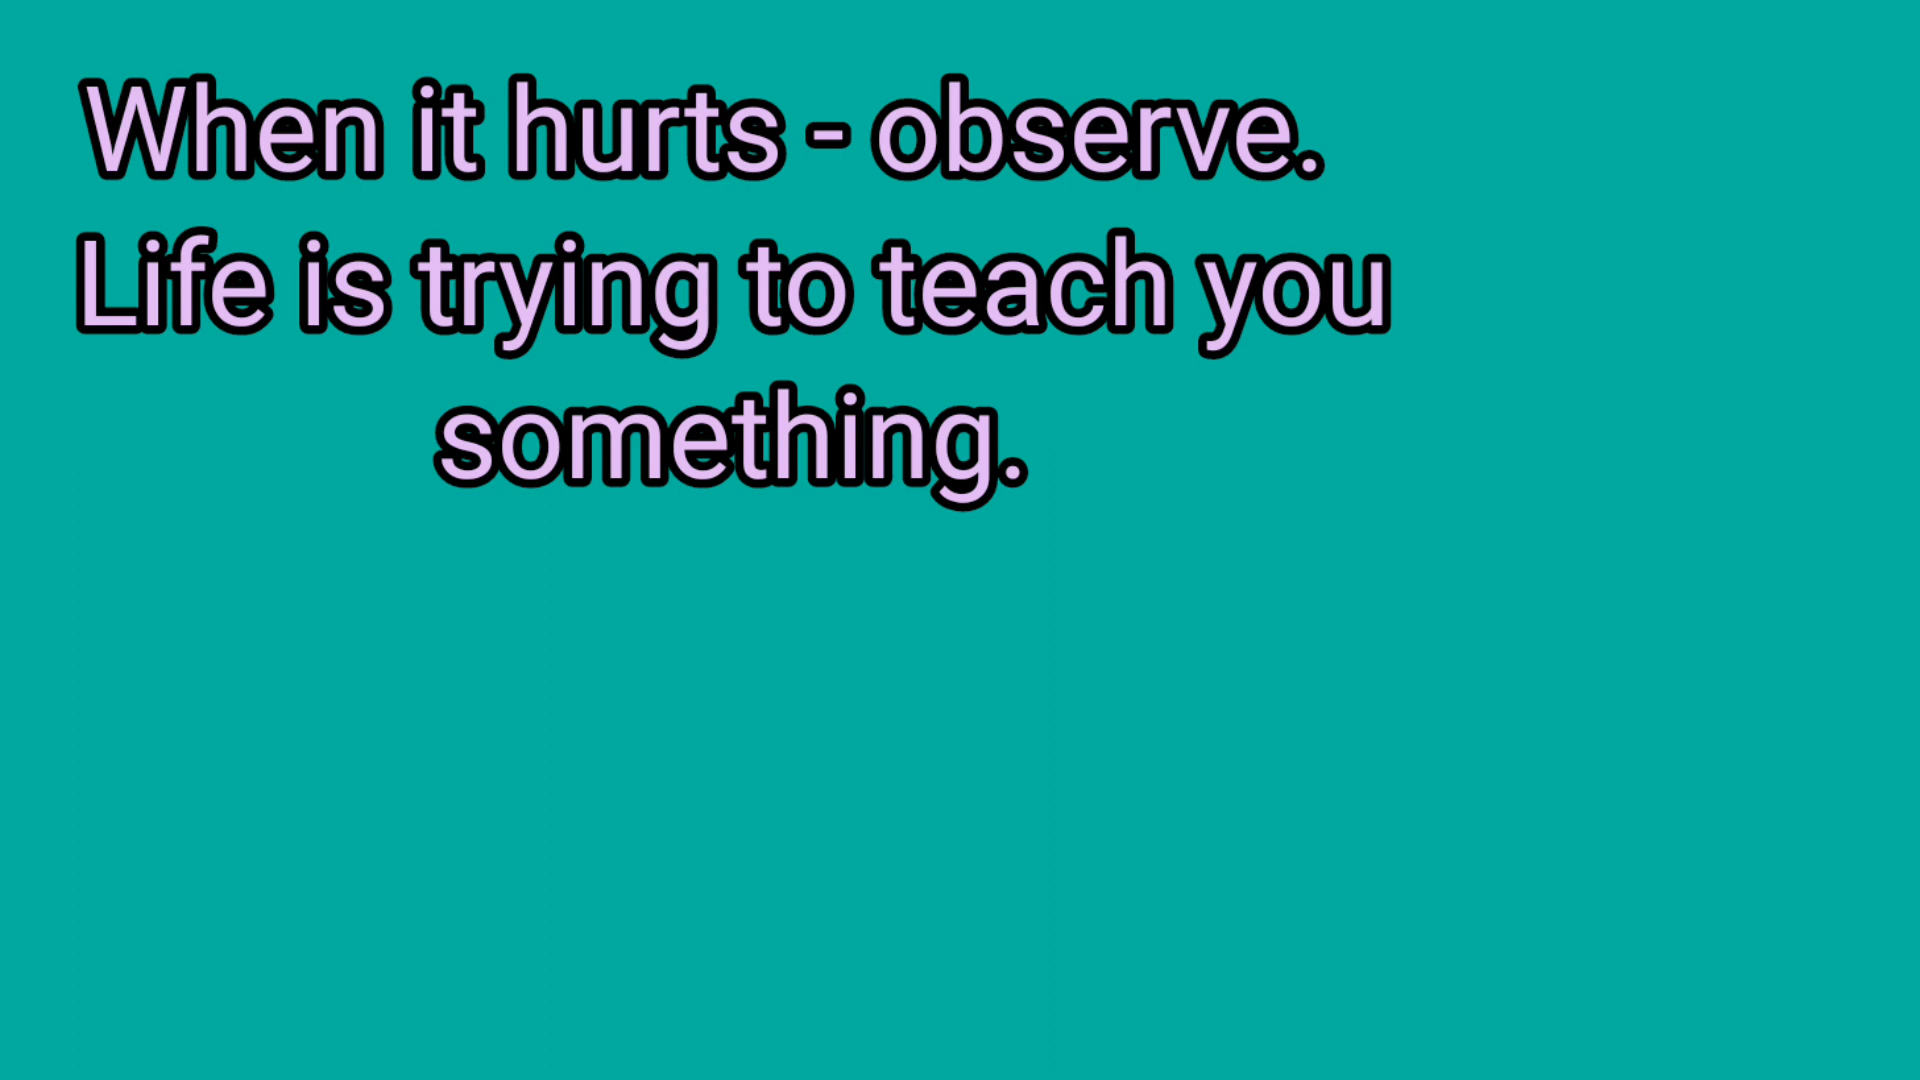 When it hurts - observe.
Life is trying to teach you
something.